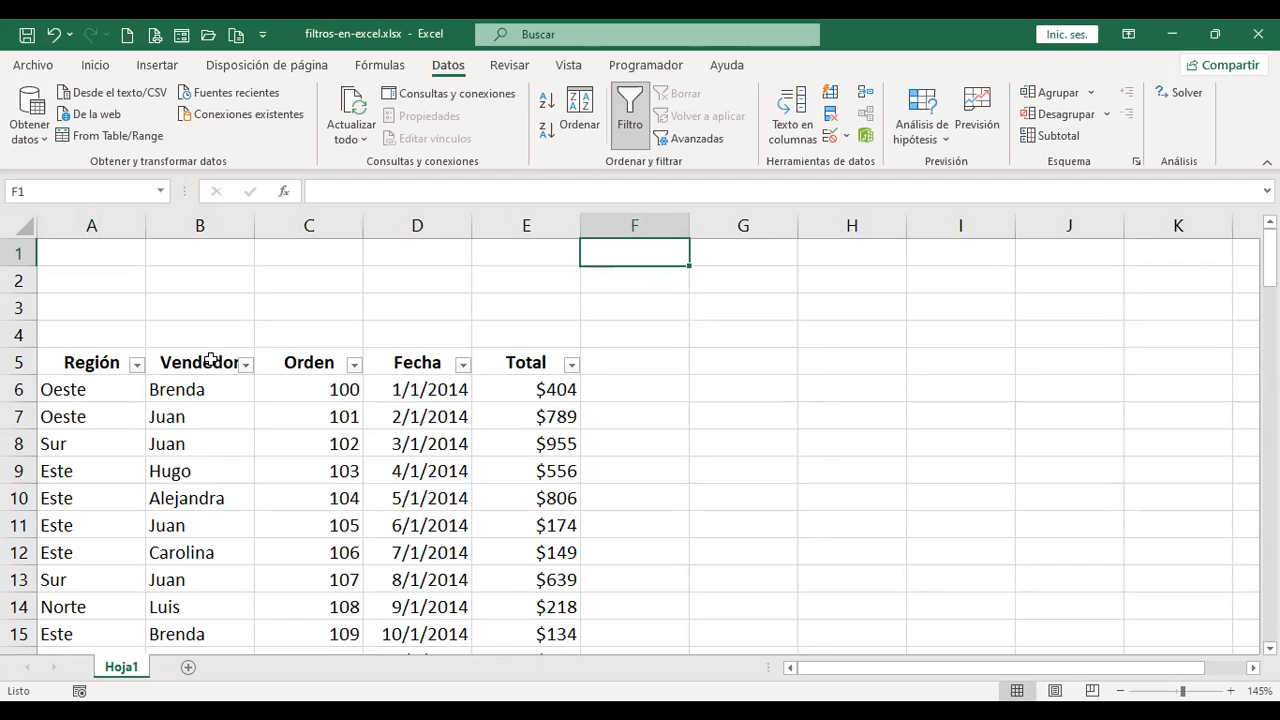 filtros-en-excel.xlsx - Excel
Buscar
Inic. ses.
Archivo Inicio Insertar Disposición de página Fórmulas Datos Revisar Vista Programador Ayuda
Compartir
Obtener datos
Desde el texto/CSV
De la web
From Table/Range
Fuentes recientes
Conexiones existentes
Obtener y transformar datos
Actualizar todo
Consultas y conexiones
Propiedades
Editar vínculos
Consultas y conexiones
Ordenar
Filtro
Borrar
Volver a aplicar
Avanzadas
Ordenar y filtrar
Texto en columnas
Herramientas de datos
Análisis de hipótesis
Previsión
Previsión
Agrupar
Desagrupar
Subtotal
Esquema
Solver
Análisis
F1
fx
A B C D E F G H I J K
1
2
3
4
5 Región Vendedor Orden Fecha Total
6 Oeste Brenda 100 1/1/2014 $404
7 Oeste Juan 101 2/1/2014 $789
8 Sur Juan 102 3/1/2014 $955
9 Este Hugo 103 4/1/2014 $556
10 Este Alejandra 104 5/1/2014 $806
11 Este Juan 105 6/1/2014 $174
12 Este Carolina 106 7/1/2014 $149
13 Sur Juan 107 8/1/2014 $639
14 Norte Luis 108 9/1/2014 $218
15 Este Brenda 109 10/1/2014 $134
Hoja1
Listo
145%